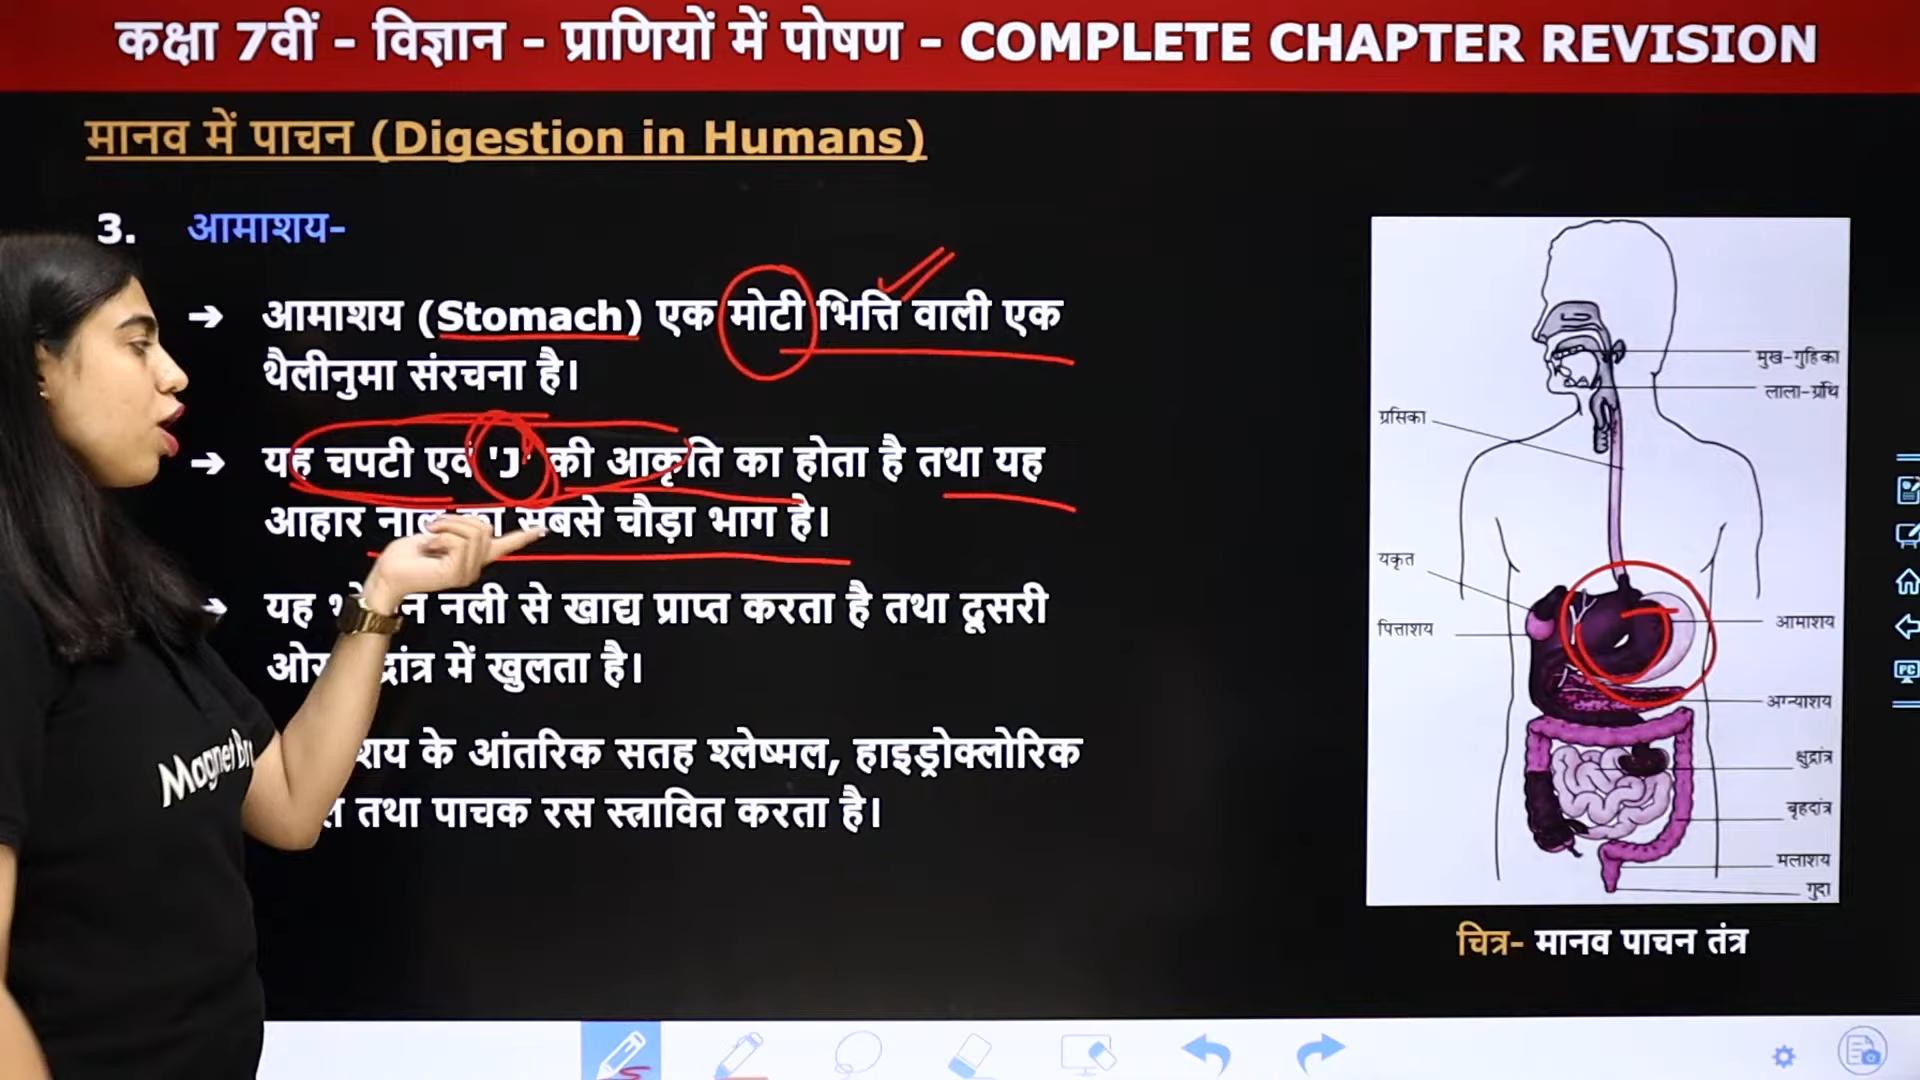 कक्षा 7वीं - विज्ञान - प्राणियों में पोषण - COMPLETE CHAPTER REVISION
मानव में पाचन (Digestion in Humans)
3. आमाशय-
→ आमाशय (Stomach) एक मोटी भित्ति वाली एक
थैलीनुमा संरचना है।
→ यह चपटी एवं 'J' की आकृति का होता है तथा यह
आहार का सबसे चौड़ा भाग है।
यह नली से खाद्य प्राप्त करता है तथा दूसरी
में खुलता है।
के आंतरिक सतह श्लेष्मल, हाइड्रोक्लोरिक
तथा पाचक रस स्त्रावित करता है।
मुख-गुहिका
लाला-ग्रंथि
ग्रसिका
यकृत
पित्ताशय
आमाशय
अग्न्याशय
क्षुद्रांत्र
बृहदांत्र
मलाशय
गुदा
चित्र- मानव पाचन तंत्र
PC